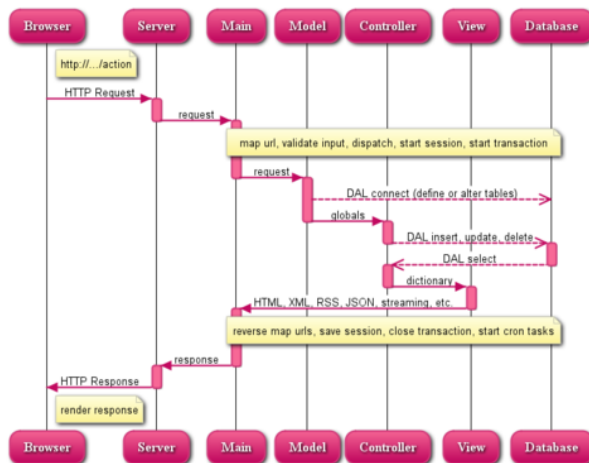 Browser Server Main Model Controller View Database
http://.../action
HTTP Request
request
map url, validate input, dispatch, start session, start transaction
request
DAL connect (define or alter tables)
globals
DAL insert, update, delete
DAL select
dictionary
HTML, XML, RSS, JSON, streaming, etc.
reverse map urls, save session, close transaction, start cron tasks
response
HTTP Response
render response
Browser Server Main Model Controller View Database